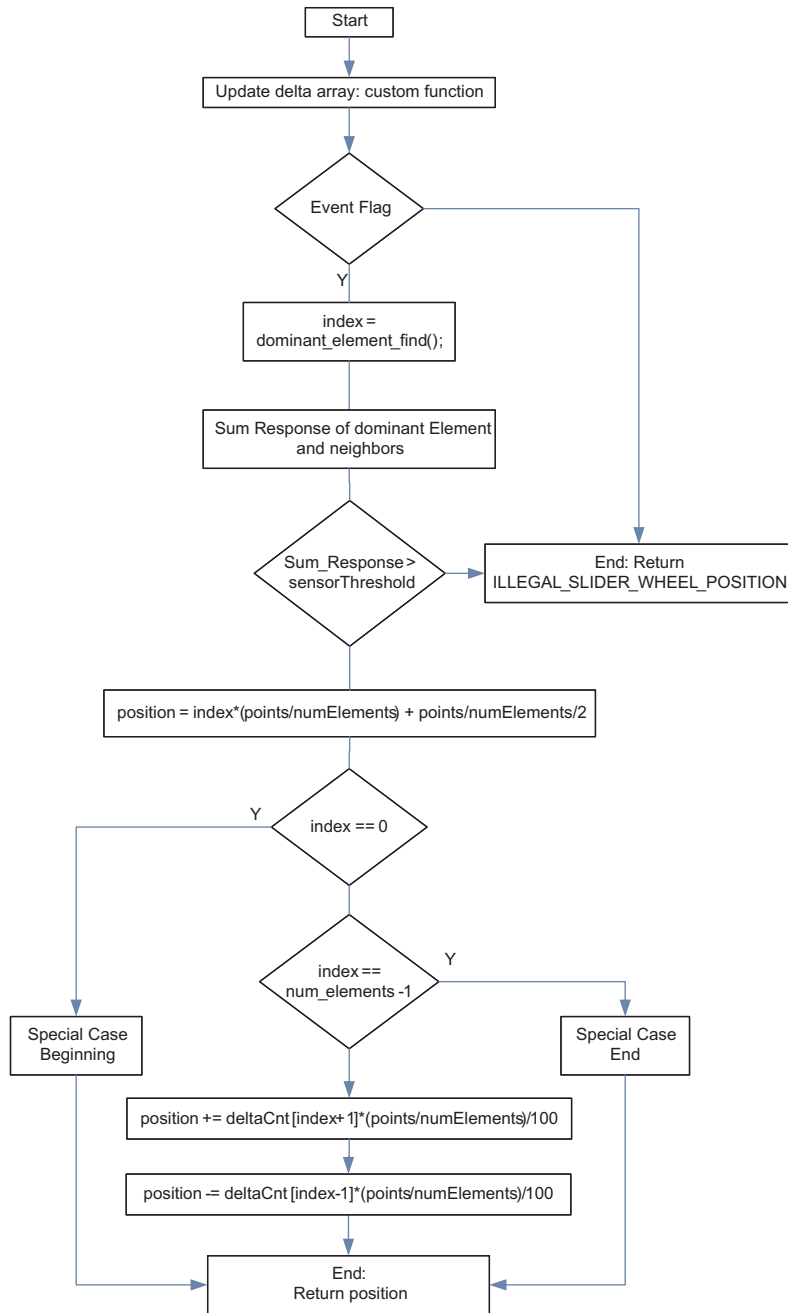 Start
Update delta array: custom function
Event Flag
Y
index =
dominant_element_find();
Sum Response of dominant Element
and neighbors
Sum_Response >
sensorThreshold
End: Return
ILLEGAL_SLIDER_WHEEL_POSITION
position = index*(points/numElements) + points/numElements/2
Y
index == 0
index ==
num_elements -1
Y
Special Case
Beginning
Special Case
End
position += deltaCnt [index+1]*(points/numElements)/100
position -= deltaCnt [index-1]*(points/numElements)/100
End:
Return position